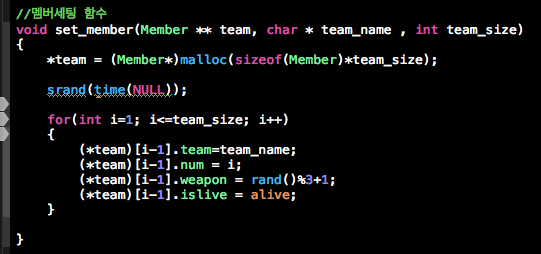 //멤버세팅 함수
void set_member(Member ** team, char * team_name , int team_size)
{
    *team = (Member*)malloc(sizeof(Member)*team_size);

    srand(time(NULL));

    for(int i=1; i<=team_size; i++)
    {
        (*team)[i-1].team=team_name;
        (*team)[i-1].num = i;
        (*team)[i-1].weapon = rand()%3+1;
        (*team)[i-1].islive = alive;
    }

}